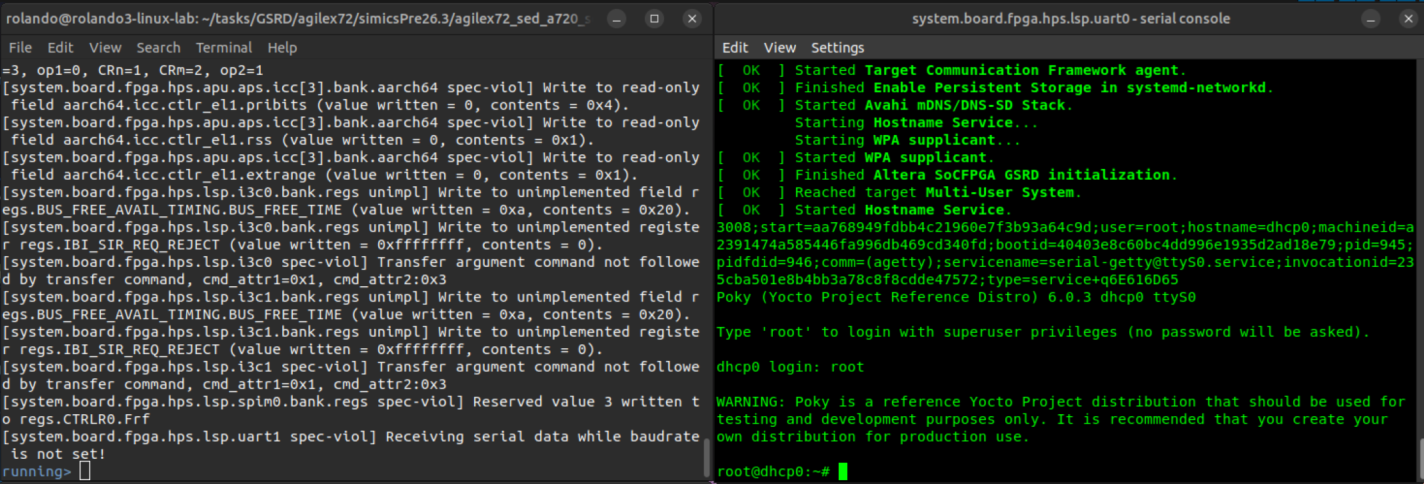 rolando@rolando3-linux-lab: ~/tasks/GSRD/agilex72/simicsPre26.3/agilex72_sed_a720_s
File Edit View Search Terminal Help
=3, op1=0, CRn=1, CRm=2, op2=1
[system.board.fpga.hps.apu.aps.icc[3].bank.aarch64 spec-viol] Write to read-only
 field aarch64.icc.ctlr_el1.pribits (value written = 0, contents = 0x4).
[system.board.fpga.hps.apu.aps.icc[3].bank.aarch64 spec-viol] Write to read-only
 field aarch64.icc.ctlr_el1.rss (value written = 0, contents = 0x1).
[system.board.fpga.hps.apu.aps.icc[3].bank.aarch64 spec-viol] Write to read-only
 field aarch64.icc.ctlr_el1.extrange (value written = 0, contents = 0x1).
[system.board.fpga.hps.lsp.i3c0.bank.regs unimpl] Write to unimplemented field r
egs.BUS_FREE_AVAIL_TIMING.BUS_FREE_TIME (value written = 0xa, contents = 0x20).
[system.board.fpga.hps.lsp.i3c0.bank.regs unimpl] Write to unimplemented registe
r regs.IBI_SIR_REQ_REJECT (value written = 0xffffffff, contents = 0).
[system.board.fpga.hps.lsp.i3c0 spec-viol] Transfer argument command not followe
d by transfer command, cmd_attr1=0x1, cmd_attr2:0x3
[system.board.fpga.hps.lsp.i3c1.bank.regs unimpl] Write to unimplemented field r
egs.BUS_FREE_AVAIL_TIMING.BUS_FREE_TIME (value written = 0xa, contents = 0x20).
[system.board.fpga.hps.lsp.i3c1.bank.regs unimpl] Write to unimplemented registe
r regs.IBI_SIR_REQ_REJECT (value written = 0xffffffff, contents = 0).
[system.board.fpga.hps.lsp.i3c1 spec-viol] Transfer argument command not followe
d by transfer command, cmd_attr1=0x1, cmd_attr2:0x3
[system.board.fpga.hps.lsp.spim0.bank.regs spec-viol] Reserved value 3 written t
o regs.CTRLR0.Frf
[system.board.fpga.hps.lsp.uart1 spec-viol] Receiving serial data while baudrate
 is not set!
running>
system.board.fpga.hps.lsp.uart0 - serial console
Edit View Settings
[  OK  ] Started Target Communication Framework agent.
[  OK  ] Finished Enable Persistent Storage in systemd-networkd.
[  OK  ] Started Avahi mDNS/DNS-SD Stack.
         Starting Hostname Service...
         Starting WPA supplicant...
[  OK  ] Started WPA supplicant.
[  OK  ] Finished Altera SoCFPGA GSRD initialization.
[  OK  ] Reached target Multi-User System.
[  OK  ] Started Hostname Service.
3008;start=aa768949fdbb4c21960e7f3b93a64c9d;user=root;hostname=dhcp0;machineid=a
2391474a585446fa996db469cd340fd;bootid=40403e8c60bc4dd996e1935d2ad18e79;pid=945;
pidfdid=946;comm=(agetty);servicename=serial-getty@ttyS0.service;invocationid=23
5cba501e8b4bb3a78c8f8cdde47572;type=service+q6E616D65
Poky (Yocto Project Reference Distro) 6.0.3 dhcp0 ttyS0
Type 'root' to login with superuser privileges (no password will be asked).
dhcp0 login: root
WARNING: Poky is a reference Yocto Project distribution that should be used for
testing and development purposes only. It is recommended that you create your
own distribution for production use.
root@dhcp0:~#